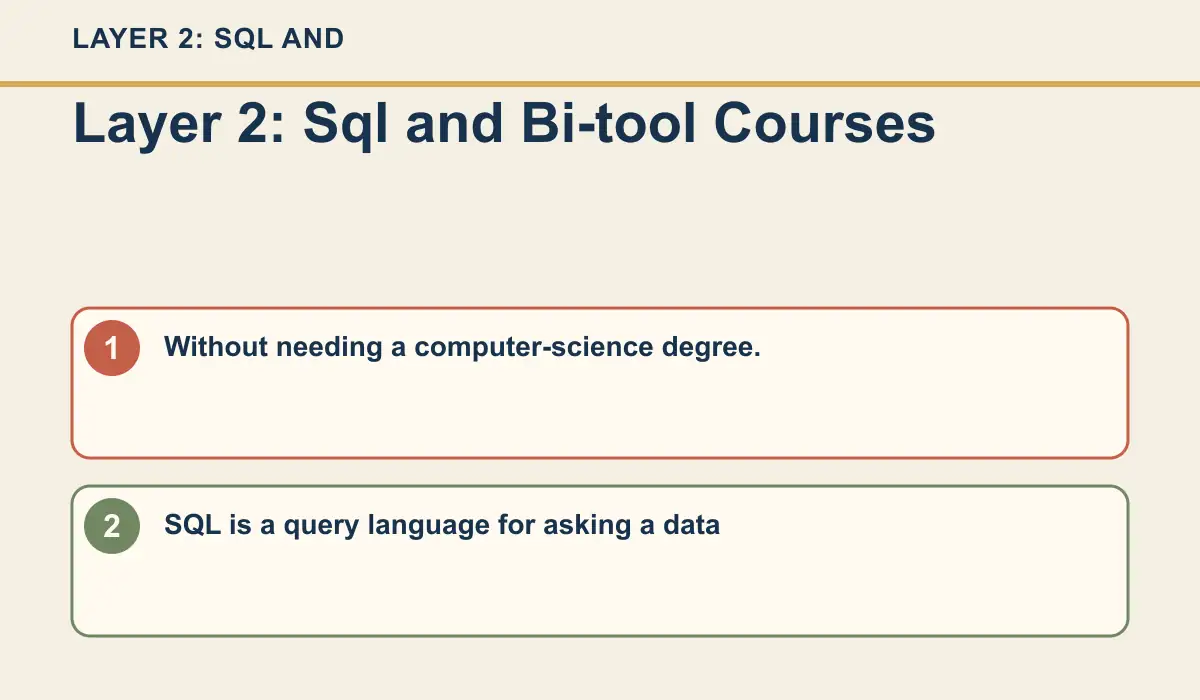 LAYER 2: SQL AND
Layer 2: Sql and Bi-tool Courses
1 Without needing a computer-science degree.
2 SQL is a query language for asking a data